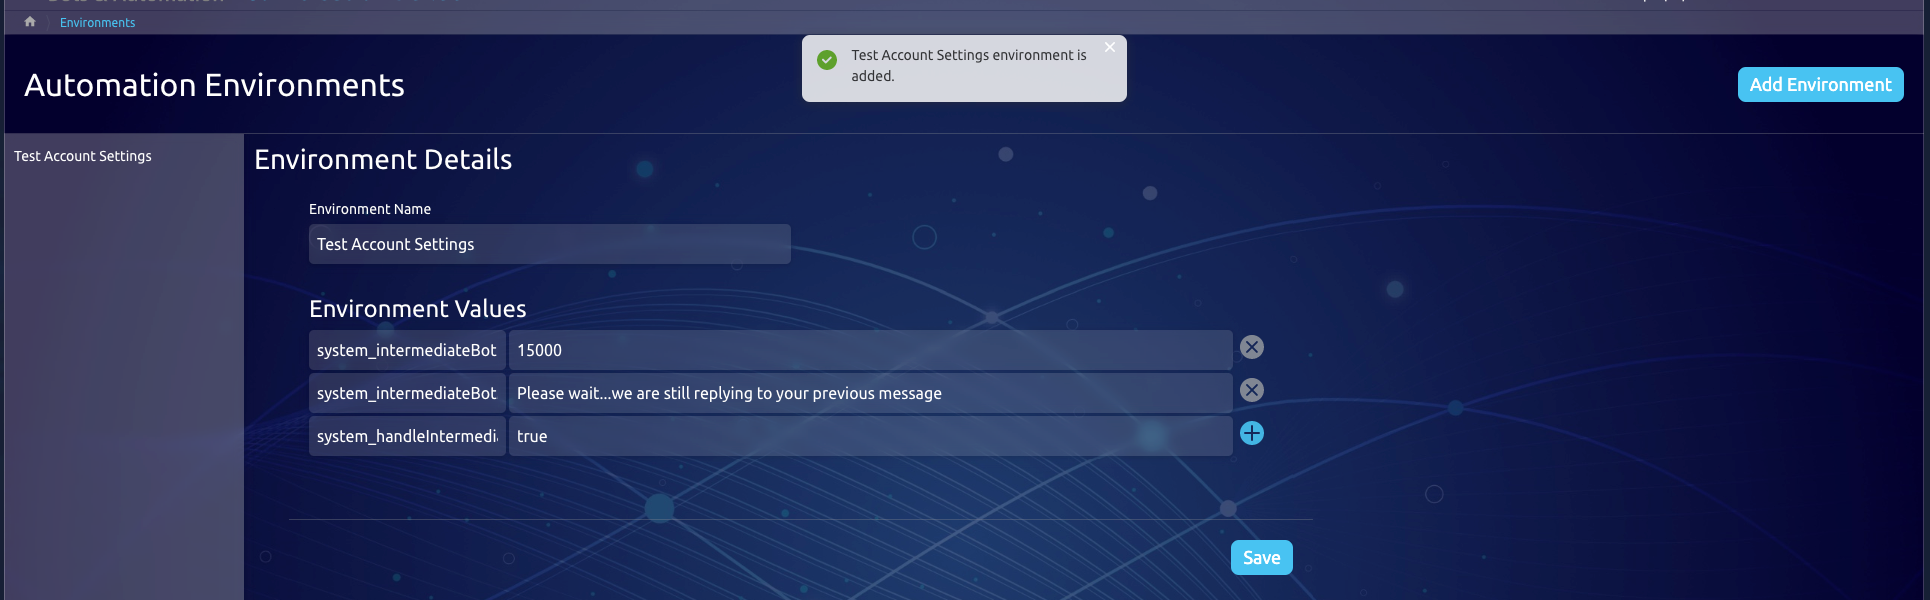 Environments
Automation Environments
Test Account Settings environment is
added.
Add Environment
Test Account Settings
Environment Details
Environment Name
Test Account Settings
Environment Values
system_intermediateBot 15000
system_intermediateBot Please wait...we are still replying to your previous message
system_handleIntermedi true
Save